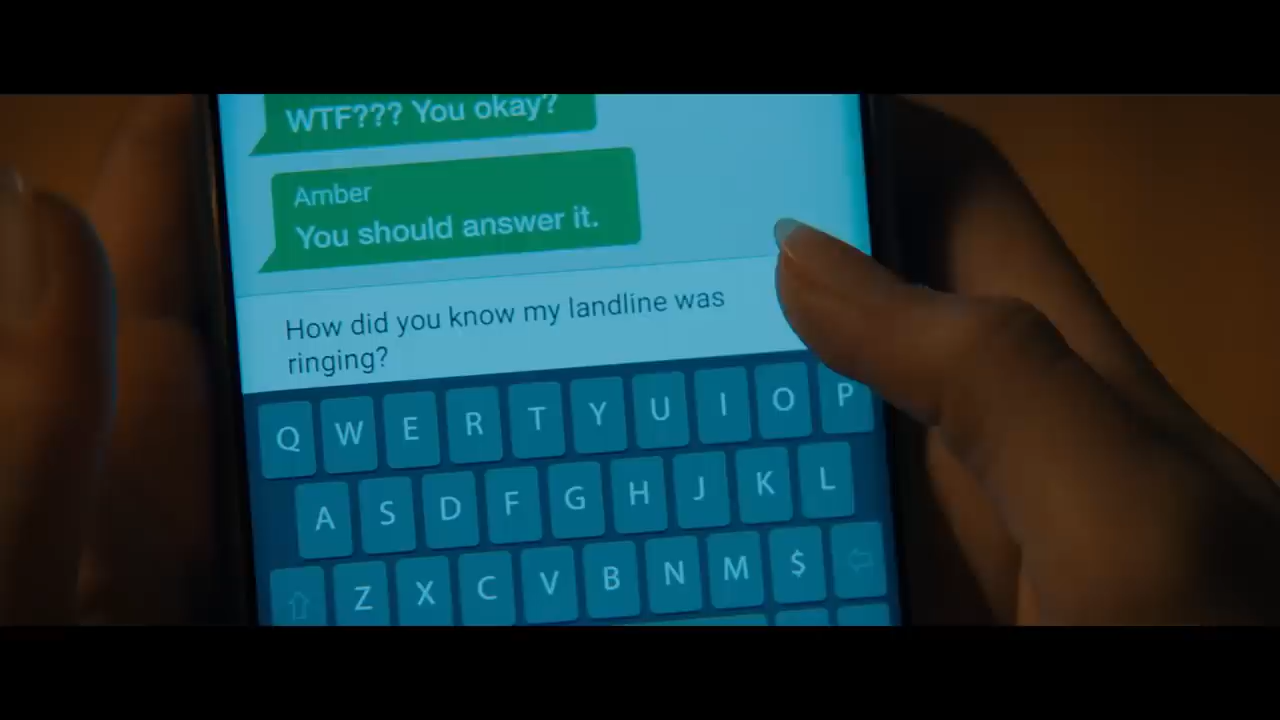 WTF??? You okay?
Amber
You should answer it.
How did you know my landline was
ringing?
Q W E R T Y U I O P
A S D F G H J K L
Z X C V B N M $